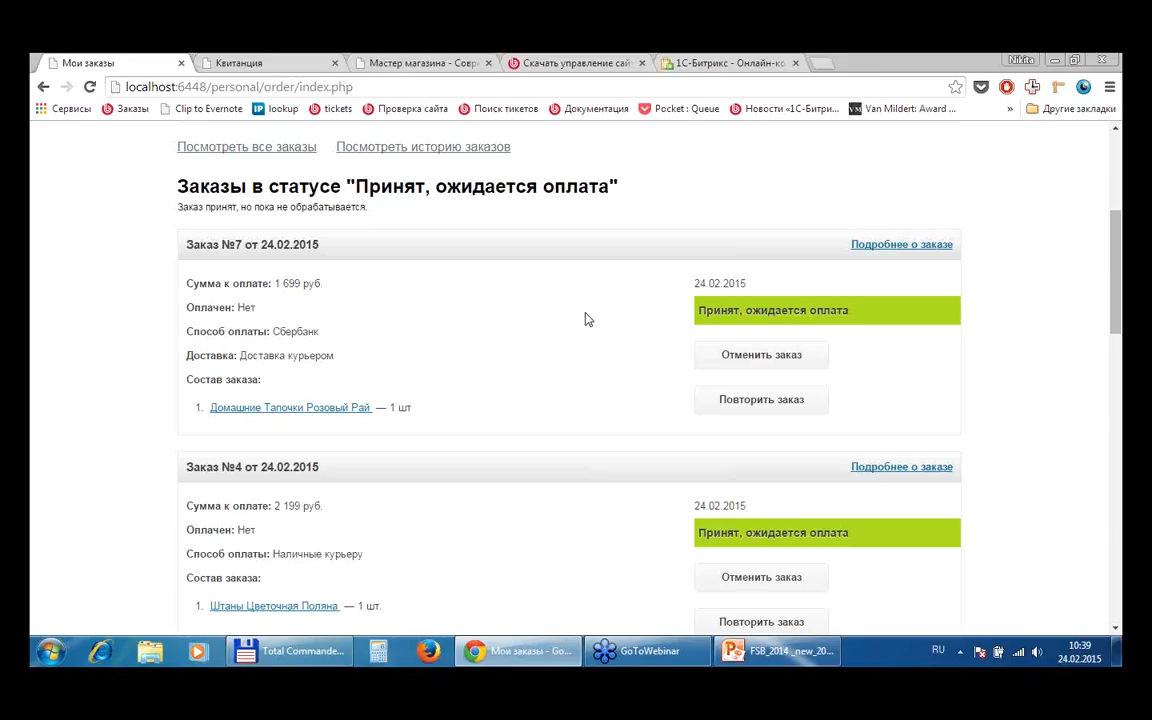 Мои заказы
Квитанция
Мастер магазина - Совр
Скачать управление сай
1С-Битрикс - Онлайн-ко
Nikita
localhost:6448/personal/order/index.php
Сервисы
Заказы
Clip to Evernote
IP lookup
tickets
Проверка сайта
Поиск тикетов
Документация
Pocket: Queue
Новости «1С-Битри...
VM Van Mildert: Award ...
»
Другие закладки
Посмотреть все заказы
Посмотреть историю заказов
Заказы в статусе "Принят, ожидается оплата"
Заказ принят, но пока не обрабатывается.
Заказ №7 от 24.02.2015
Подробнее о заказе
Сумма к оплате: 1 699 руб.
24.02.2015
Оплачен: Нет
Принят, ожидается оплата
Способ оплаты: Сбербанк
Доставка: Доставка курьером
Отменить заказ
Состав заказа:
Повторить заказ
1. Домашние Тапочки Розовый Рай — 1 шт
Заказ №4 от 24.02.2015
Подробнее о заказе
Сумма к оплате: 2 199 руб.
24.02.2015
Оплачен: Нет
Принят, ожидается оплата
Способ оплаты: Наличные курьеру
Состав заказа:
Отменить заказ
1. Штаны Цветочная Поляна — 1 шт.
Повторить заказ
Total Commande...
Мои заказы - Go...
GoToWebinar
FSB_2014_new_20...
RU
10:39
24.02.2015